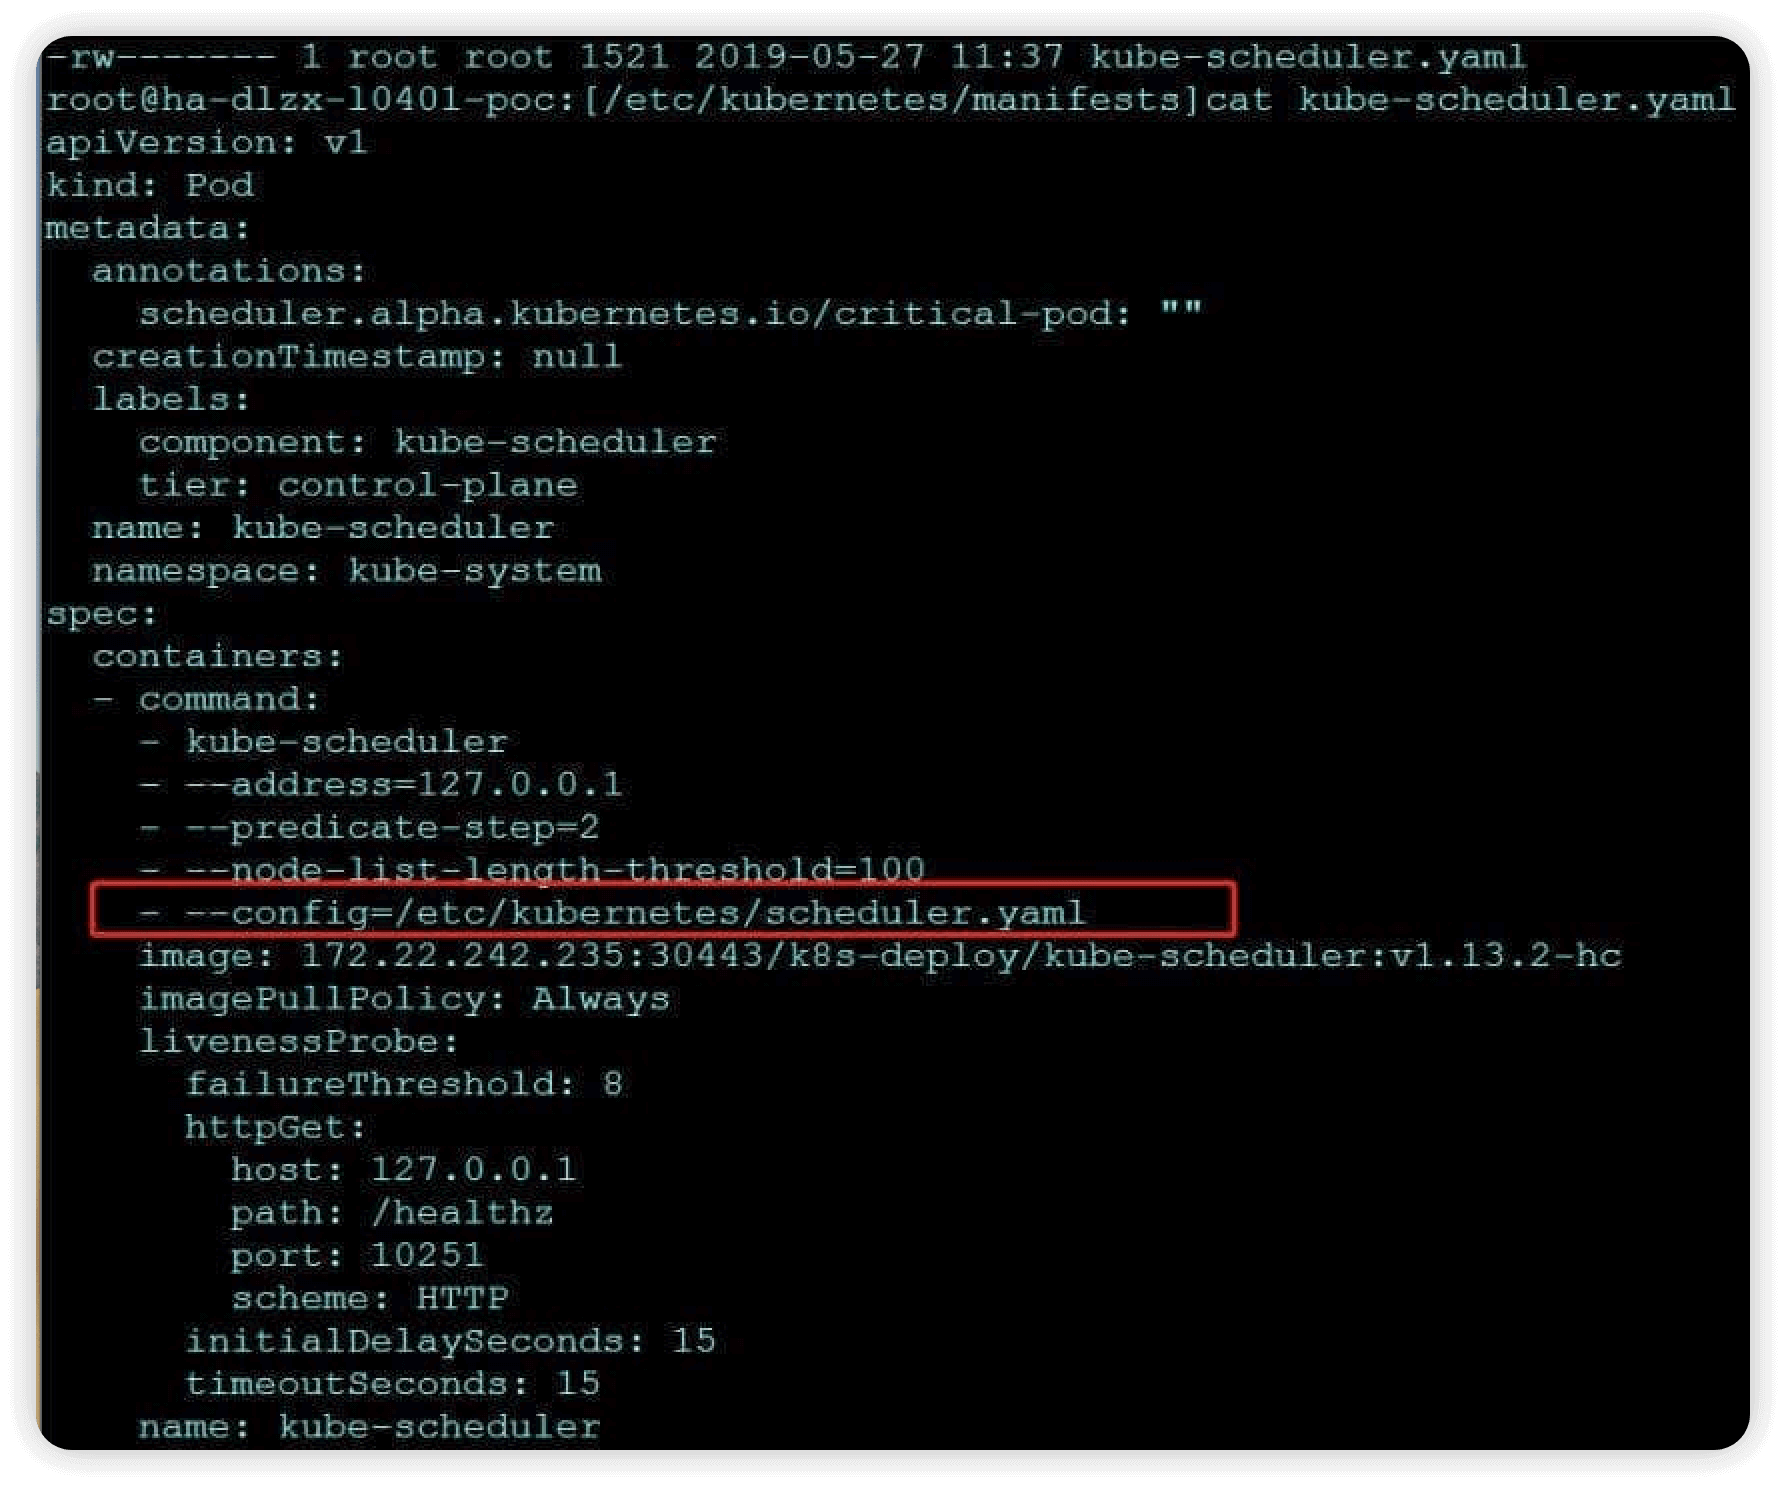 -rw------- 1 root root 1521 2019-05-27 11:37 kube-scheduler.yaml
root@ha-dlzx-l0401-poc:[/etc/kubernetes/manifests]cat kube-scheduler.yaml
apiVersion: v1
kind: Pod
metadata:
  annotations:
    scheduler.alpha.kubernetes.io/critical-pod: ""
  creationTimestamp: null
  labels:
    component: kube-scheduler
    tier: control-plane
  name: kube-scheduler
  namespace: kube-system
spec:
  containers:
  - command:
    - kube-scheduler
    - --address=127.0.0.1
    - --predicate-step=2
    - --node-list-length-threshold=100
    - --config=/etc/kubernetes/scheduler.yaml
    image: 172.22.242.235:30443/k8s-deploy/kube-scheduler:v1.13.2-hc
    imagePullPolicy: Always
    livenessProbe:
      failureThreshold: 8
      httpGet:
        host: 127.0.0.1
        path: /healthz
        port: 10251
        scheme: HTTP
      initialDelaySeconds: 15
      timeoutSeconds: 15
    name: kube-scheduler